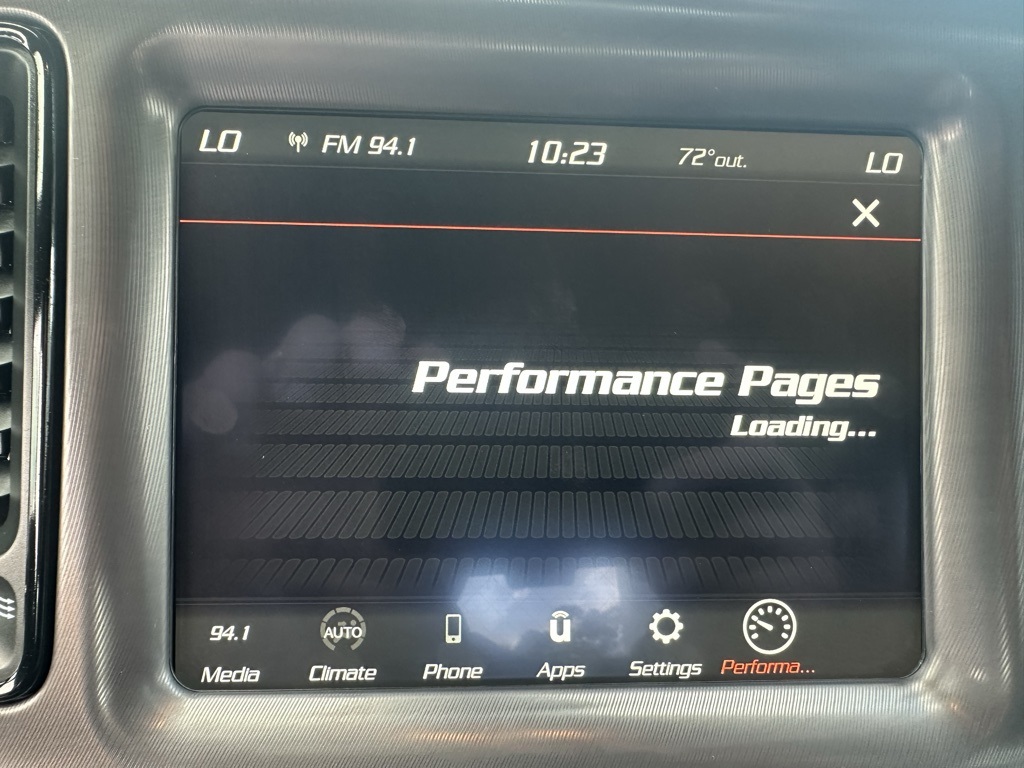 LO FM 94.1 10:23 72°out. LO
Performance Pages
Loading...
94.1 AUTO u
Media Climate Phone Apps Settings Performa...